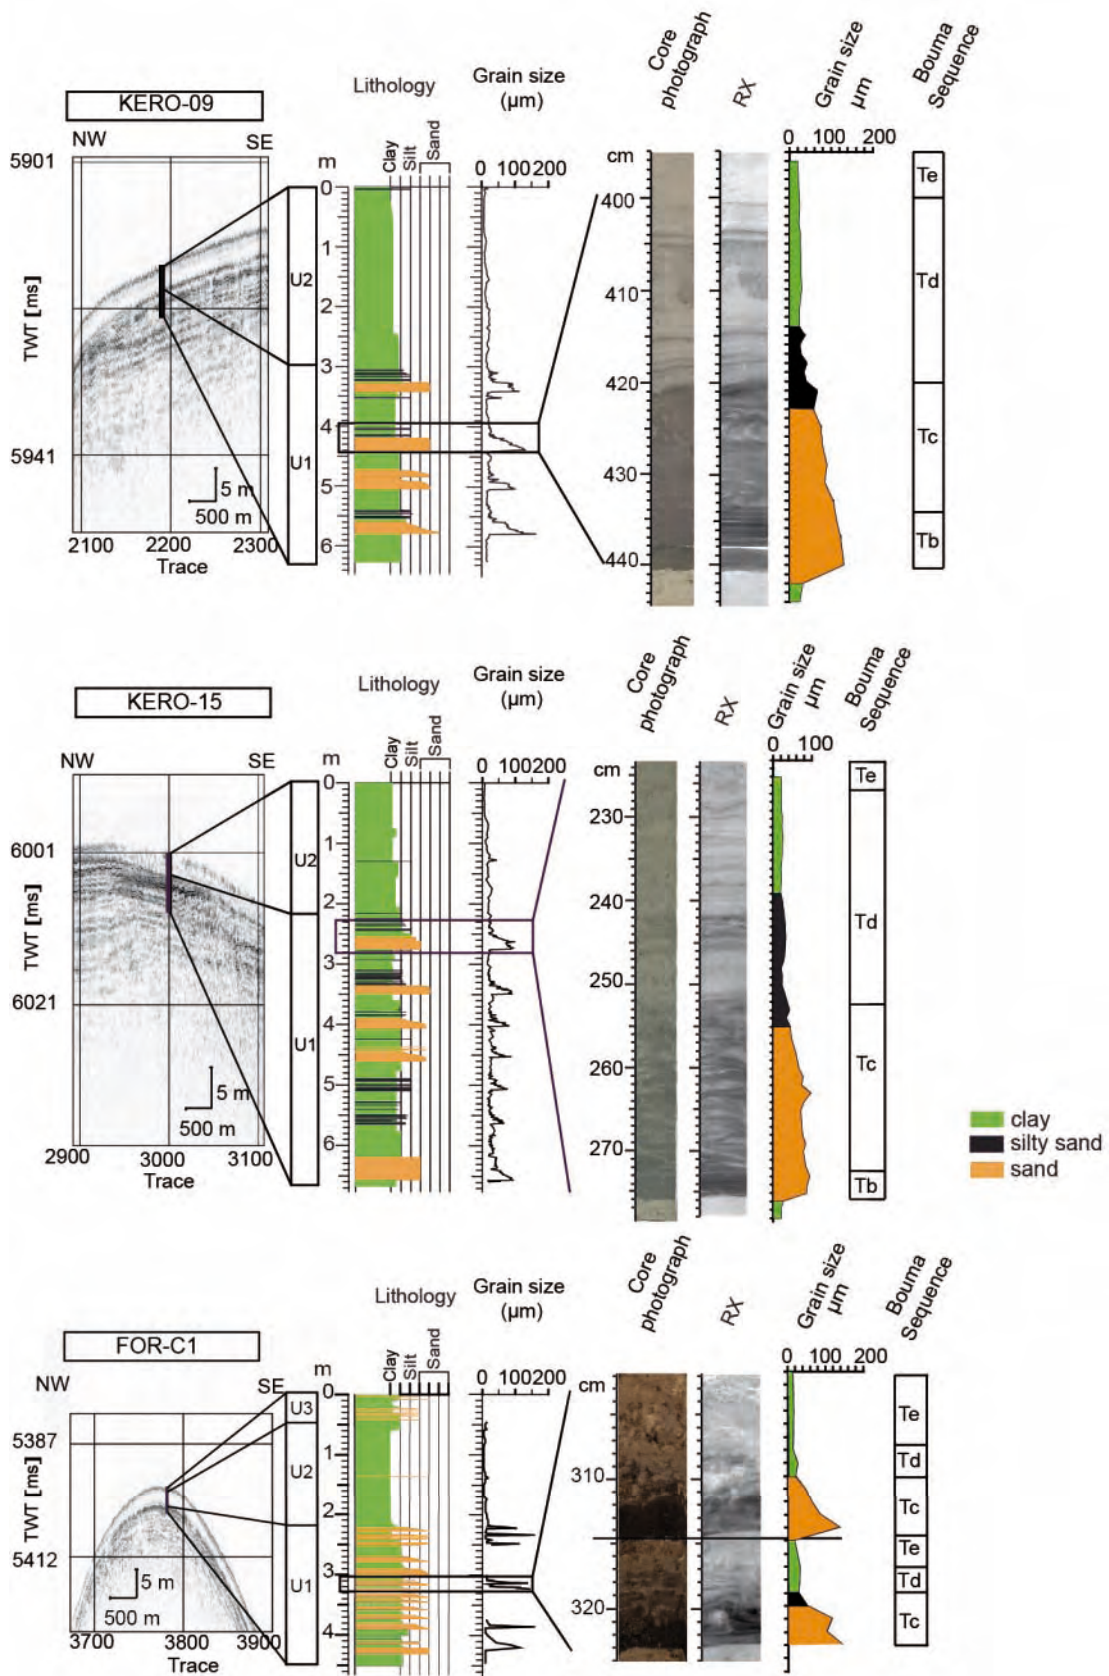 KERO-09
NW
SE
5901
5941
TWT [ms]
5 m
500 m
2100
2200
2300
Trace
U2
U1
Lithology
m
Clay
Silt
Sand
0
1
2
3
4
5
6
Grain size
(µm)
0
100
200
Core
photograph
RX
Grain size
µm
Bouma
Sequence
cm
400
410
420
430
440
0
100
200
Te
Td
Tc
Tb
KERO-15
NW
SE
6001
6021
TWT [ms]
5 m
500 m
2900
3000
3100
Trace
U2
U1
Lithology
m
Clay
Silt
Sand
0
1
2
3
4
5
6
Grain size
(µm)
0
100
200
Core
photograph
RX
Grain size
µm
Bouma
Sequence
cm
230
240
250
260
270
0
100
Te
Td
Tc
Tb
clay
silty sand
sand
FOR-C1
NW
SE
5387
5412
TWT [ms]
5 m
500 m
3700
3800
3900
Trace
U3
U2
U1
Lithology
m
Clay
Silt
Sand
0
1
2
3
4
Grain size
(µm)
0
100
200
Core
photograph
RX
Grain size
µm
Bouma
Sequence
cm
310
320
0
100
200
Te
Td
Tc
Te
Td
Tc